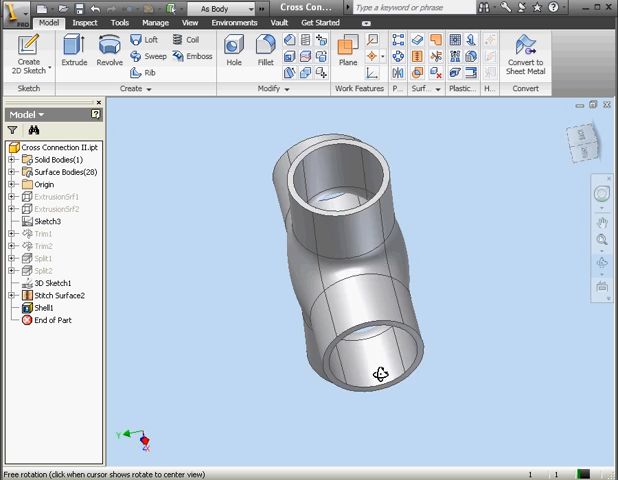 PRO
As Body
Cross Con...
Type a keyword or phrase
Model Inspect Tools Manage View Environments Vault Get Started
Create
2D Sketch
Extrude
Revolve
Loft
Sweep
Rib
Coil
Emboss
Hole
Fillet
Plane
Convert to
Sheet Metal
Sketch
Create
Modify
Work Features
P...
Surf...
Plastic...
H...
Convert
Model
Cross Connection II.ipt
Solid Bodies(1)
Surface Bodies(28)
Origin
ExtrusionSrf1
ExtrusionSrf2
Sketch3
Trim1
Trim2
Split1
Split2
3D Sketch1
Stitch Surface2
Shell1
End of Part
Y
Free rotation (click when cursor shows rotate to center view)
1 1